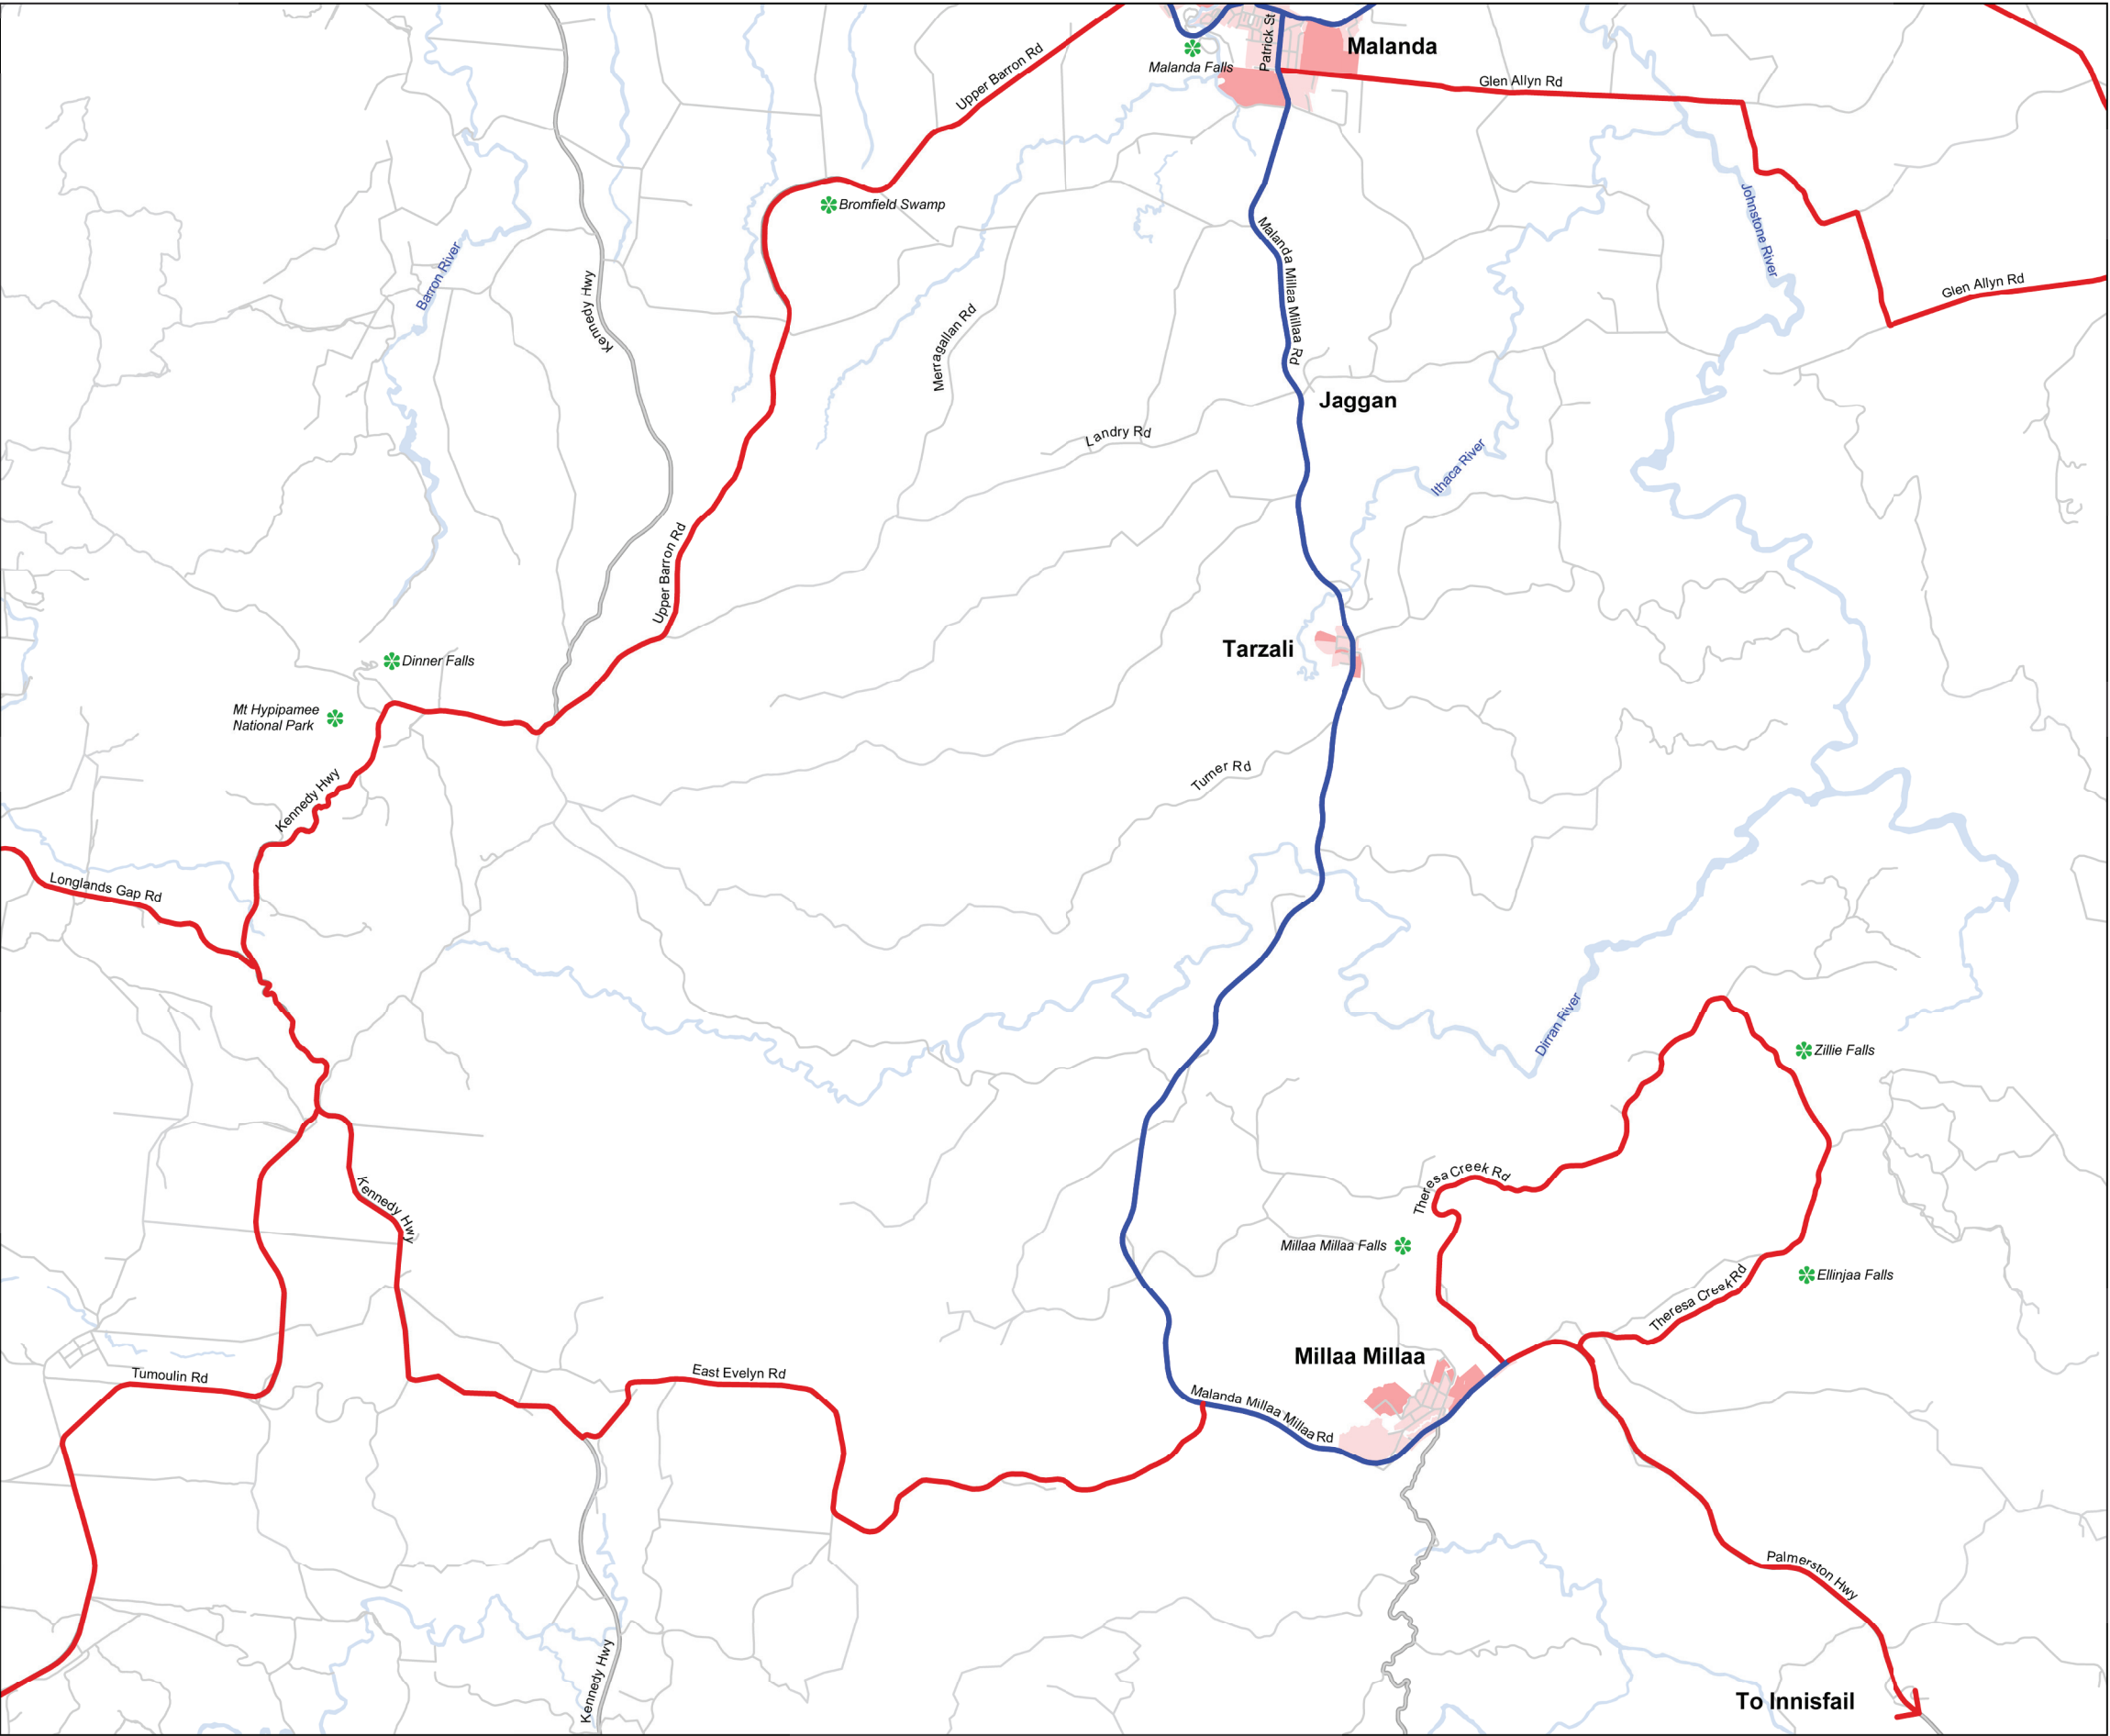 Patrick St
Malanda
Upper Barron Rd
Malanda Falls
Glen Allyn Rd
Bromfield Swamp
Johnstone River
Barron River
Kennedy Hwy
Malanda Millaa Millaa Rd
Glen Allyn Rd
Merragallan Rd
Jaggan
Landry Rd
Ithaca River
Upper Barron Rd
Tarzali
Dinner Falls
Mt Hypipamee
National Park
Turner Rd
Kennedy Hwy
Longlands Gap Rd
Dirran River
Zillie Falls
Theresa Creek Rd
Kennedy Hwy
Millaa Millaa Falls
Ellinjaa Falls
Theresa Creek Rd
Millaa Millaa
Tumoulin Rd
East Evelyn Rd
Malanda Millaa Millaa Rd
Palmerston Hwy
Kennedy Hwy
To Innisfail